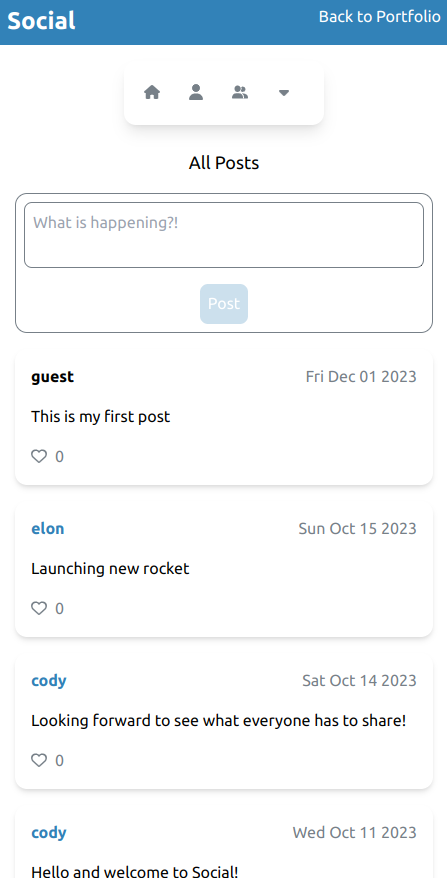 Social
Back to Portfolio
All Posts
What is happening?!
Post
guest
Fri Dec 01 2023
This is my first post
0
elon
Sun Oct 15 2023
Launching new rocket
0
cody
Sat Oct 14 2023
Looking forward to see what everyone has to share!
0
cody
Wed Oct 11 2023
Hello and welcome to Social!